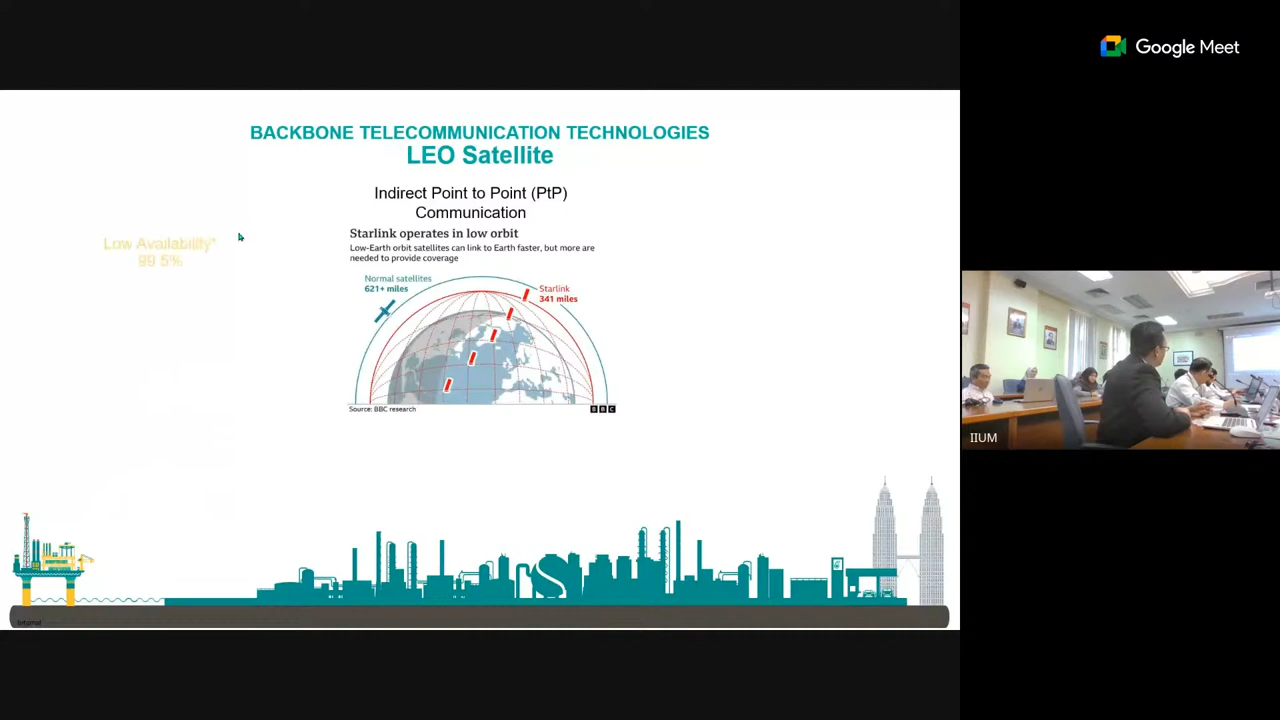 Google Meet
BACKBONE TELECOMMUNICATION TECHNOLOGIES
LEO Satellite
Indirect Point to Point (PtP)
Communication
Starlink operates in low orbit
Low-Earth orbit satellites can link to Earth faster, but more are
needed to provide coverage
Low Availability*
99.5%
Normal satellites
621+ miles
Starlink
341 miles
Source: BBC research
BBC
IIUM
Internal